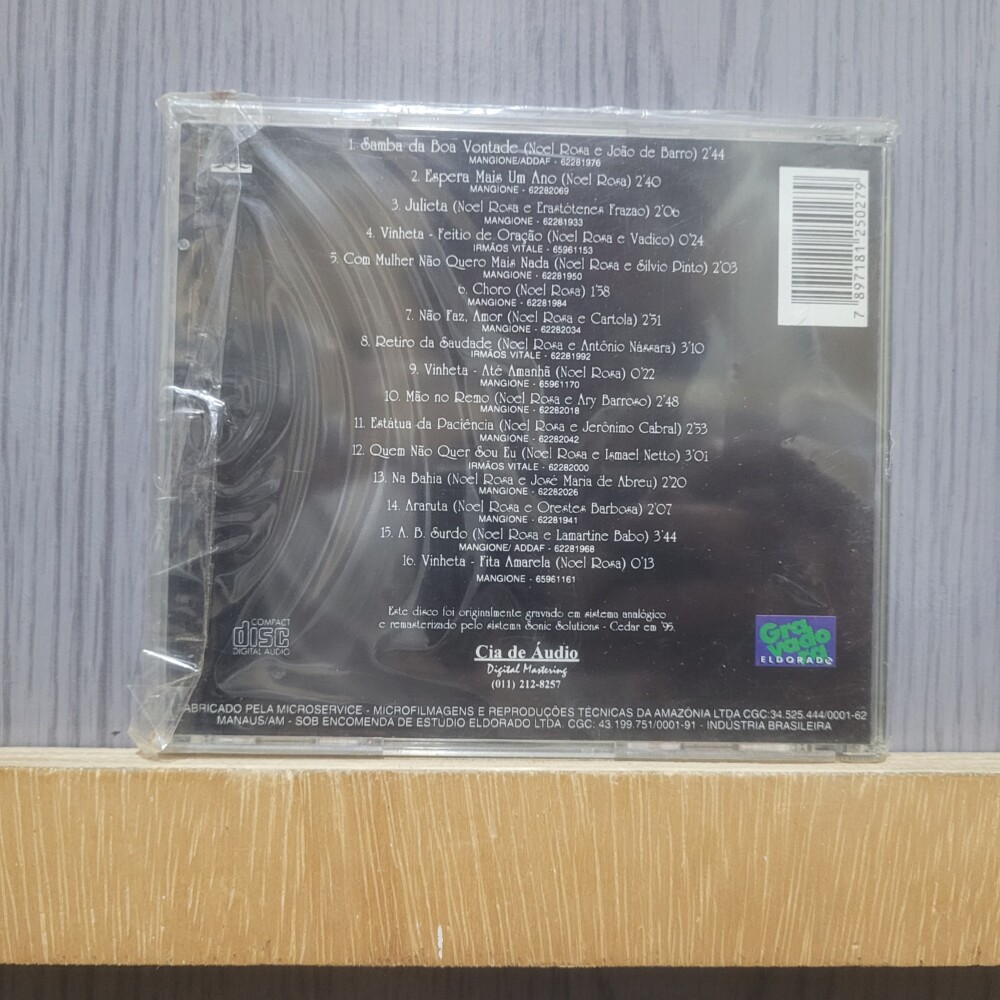 1. Samba da Boa Vontade (Noel Rosa e João de Barro) 2'44
MANGIONE/ADDAF - 62281976
2. Espera Mais Um Ano (Noel Rosa) 2'40
MANGIONE - 62282069
3. Julieta (Noel Rosa e Erastótenes Frazao) 2'06
MANGIONE - 62281933
4. Vinheta - Feitio de Oração (Noel Rosa e Vadico) 0'24
IRMÃOS VITALE - 65961153
5. Com Mulher Não Quero Mais Nada (Noel Rosa e Silvio Pinto) 2'03
MANGIONE - 62281950
6. Choro (Noel Rosa) 1'58
MANGIONE - 62281984
7. Não Faz, Amor (Noel Rosa e Cartola) 2'51
MANGIONE - 62282034
8. Retiro da Saudade (Noel Rosa e Antônio Nássara) 3'10
IRMÃOS VITALE - 62281992
9. Vinheta - Até Amanhã (Noel Rosa) 0'22
MANGIONE - 65961170
10. Mão no Remo (Noel Rosa e Ary Barroso) 2'48
MANGIONE - 62282018
11. Estátua da Paciência (Noel Rosa e Jerônimo Cabral) 2'53
MANGIONE - 62282042
12. Quem Não Quer Sou Eu (Noel Rosa e Ismael Netto) 3'01
IRMÃOS VITALE - 62282000
13. Na Bahia (Noel Rosa e José Maria de Abreu) 2'20
MANGIONE - 62282026
14. Araruta (Noel Rosa e Orestes Barbosa) 2'07
MANGIONE - 62281941
15. A. B. Surdo (Noel Rosa e Lamartine Babo) 3'44
MANGIONE/ ADDAF - 62281968
16. Vinheta - Fita Amarela (Noel Rosa) 0'13
MANGIONE - 65961161
7 897181 250279
Este disco foi originalmente gravado em sistema analógico
e remasterizado pelo sistema Sonic Solutions - Cedar em '95.
COMPACT
disc
DIGITAL AUDIO
Cia de Áudio
Digital Mastering
(011) 212-8257
Gra
vado
ra
ELDORADO
FABRICADO PELA MICROSERVICE - MICROFILMAGENS E REPRODUÇÕES TÉCNICAS DA AMAZÔNIA LTDA CGC:34.525.444/0001-62
MANAUS/AM - SOB ENCOMENDA DE ESTÚDIO ELDORADO LTDA. CGC: 43.199.751/0001-91 - INDÚSTRIA BRASILEIRA